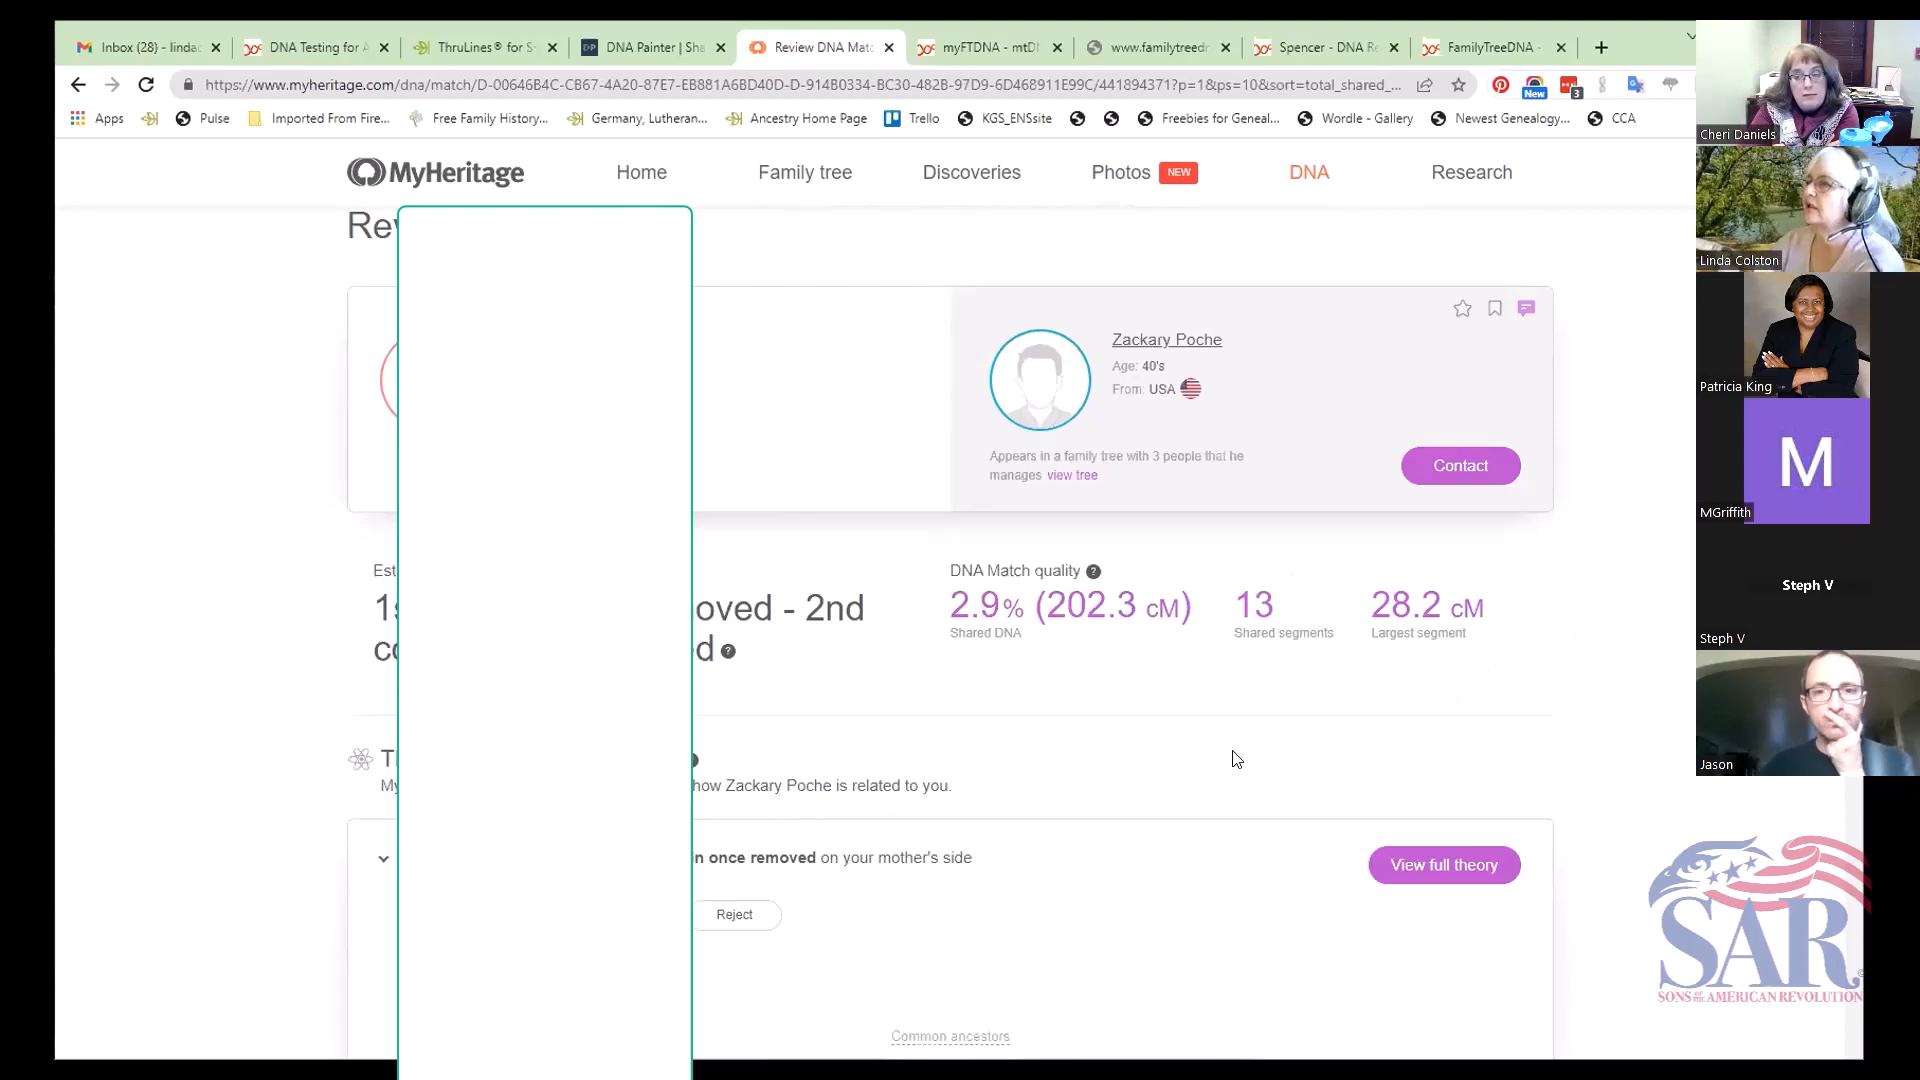 Inbox (28) - linda
DNA Testing for A
ThruLines® for S
DNA Painter | Sha
Review DNA Matc
myFTDNA - mtD
www.familytreedr
Spencer - DNA Re
FamilyTreeDNA -
https://www.myheritage.com/dna/match/D-00646B4C-CB67-4A20-87E7-EB881A6BD40D-D-914B0334-BC30-482B-97D9-6D468911E99C/441894371?p=1&ps=10&sort=total_shared_...
New
3
Apps
Pulse
Imported From Fire...
Free Family History...
Germany, Lutheran...
Ancestry Home Page
Trello
KGS_ENSsite
Freebies for Geneal...
Wordle - Gallery
Newest Genealogy...
CCA
MyHeritage
Home
Family tree
Discoveries
Photos NEW
DNA
Research
Rev
Zackary Poche
Age: 40's
From: USA
Appears in a family tree with 3 people that he
manages view tree
Contact
Est
1s oved - 2nd
co d ?
DNA Match quality ?
2.9% (202.3 cM)
Shared DNA
13
Shared segments
28.2 cM
Largest segment
T
My how Zackary Poche is related to you.
n once removed on your mother's side
View full theory
Reject
Common ancestors
Cheri Daniels
Linda Colston
Patricia King
M
MGriffith
Steph V
Steph V
Jason
SAR
SONS OF THE AMERICAN REVOLUTION